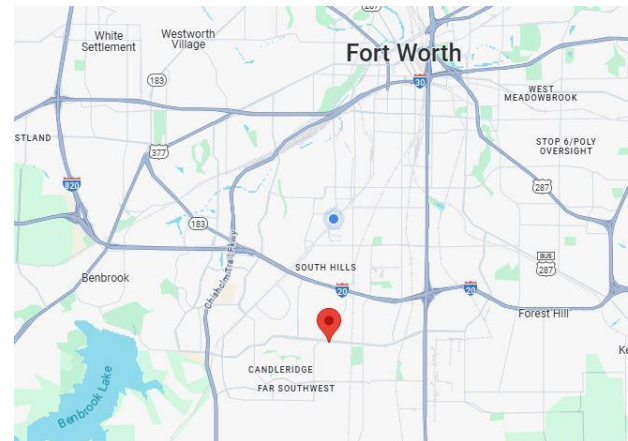 287
White
Settlement
Westworth
Village
Fort Worth
183
30
WEST
MEADOWBROOK
STLAND
377
STOP 6/POLY
OVERSIGHT
820
287
183
Chisholm Trail Pkwy
BUS
287
SOUTH HILLS
Benbrook
20
20
Forest Hill
Ke
CANDLERIDGE
FAR SOUTHWEST
Benbrook Lake